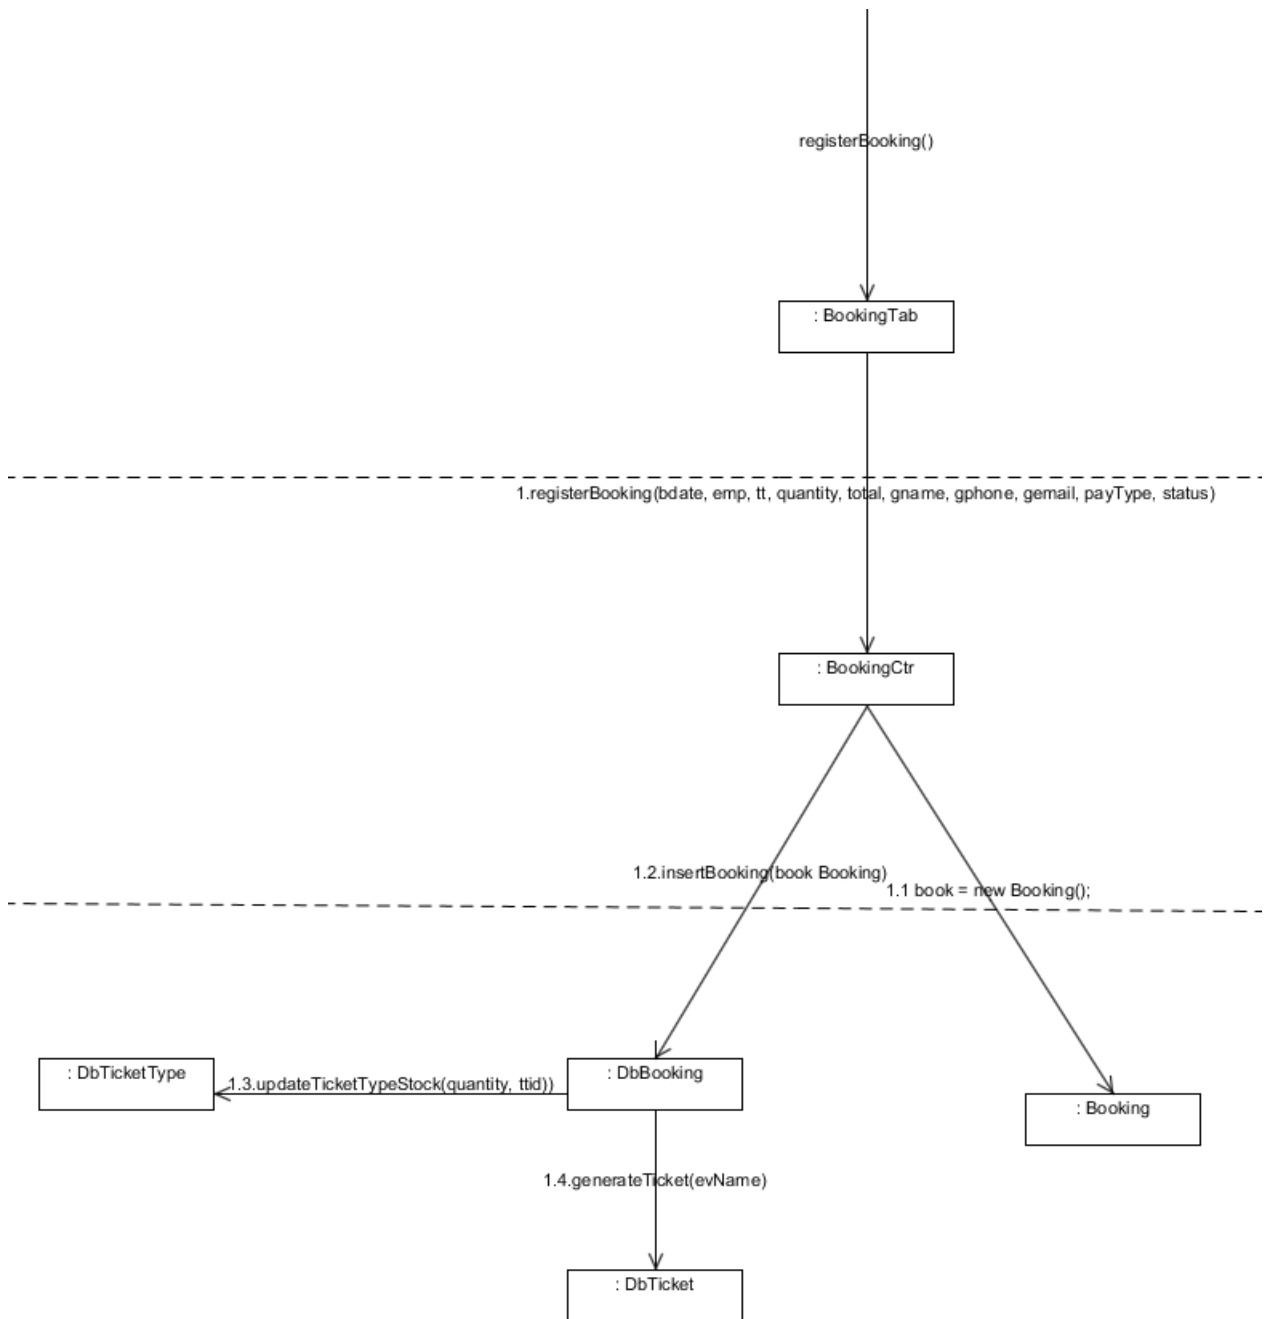 registerBooking()
: BookingTab
1.registerBooking(bdate, emp, tt, quantity, total, gname, gphone, gemail, payType, status)
: BookingCtr
1.2.insertBooking(book Booking)
1.1 book = new Booking();
: DbTicketType
1.3.updateTicketTypeStock(quantity, ttid))
: DbBooking
: Booking
1.4.generateTicket(evName)
: DbTicket